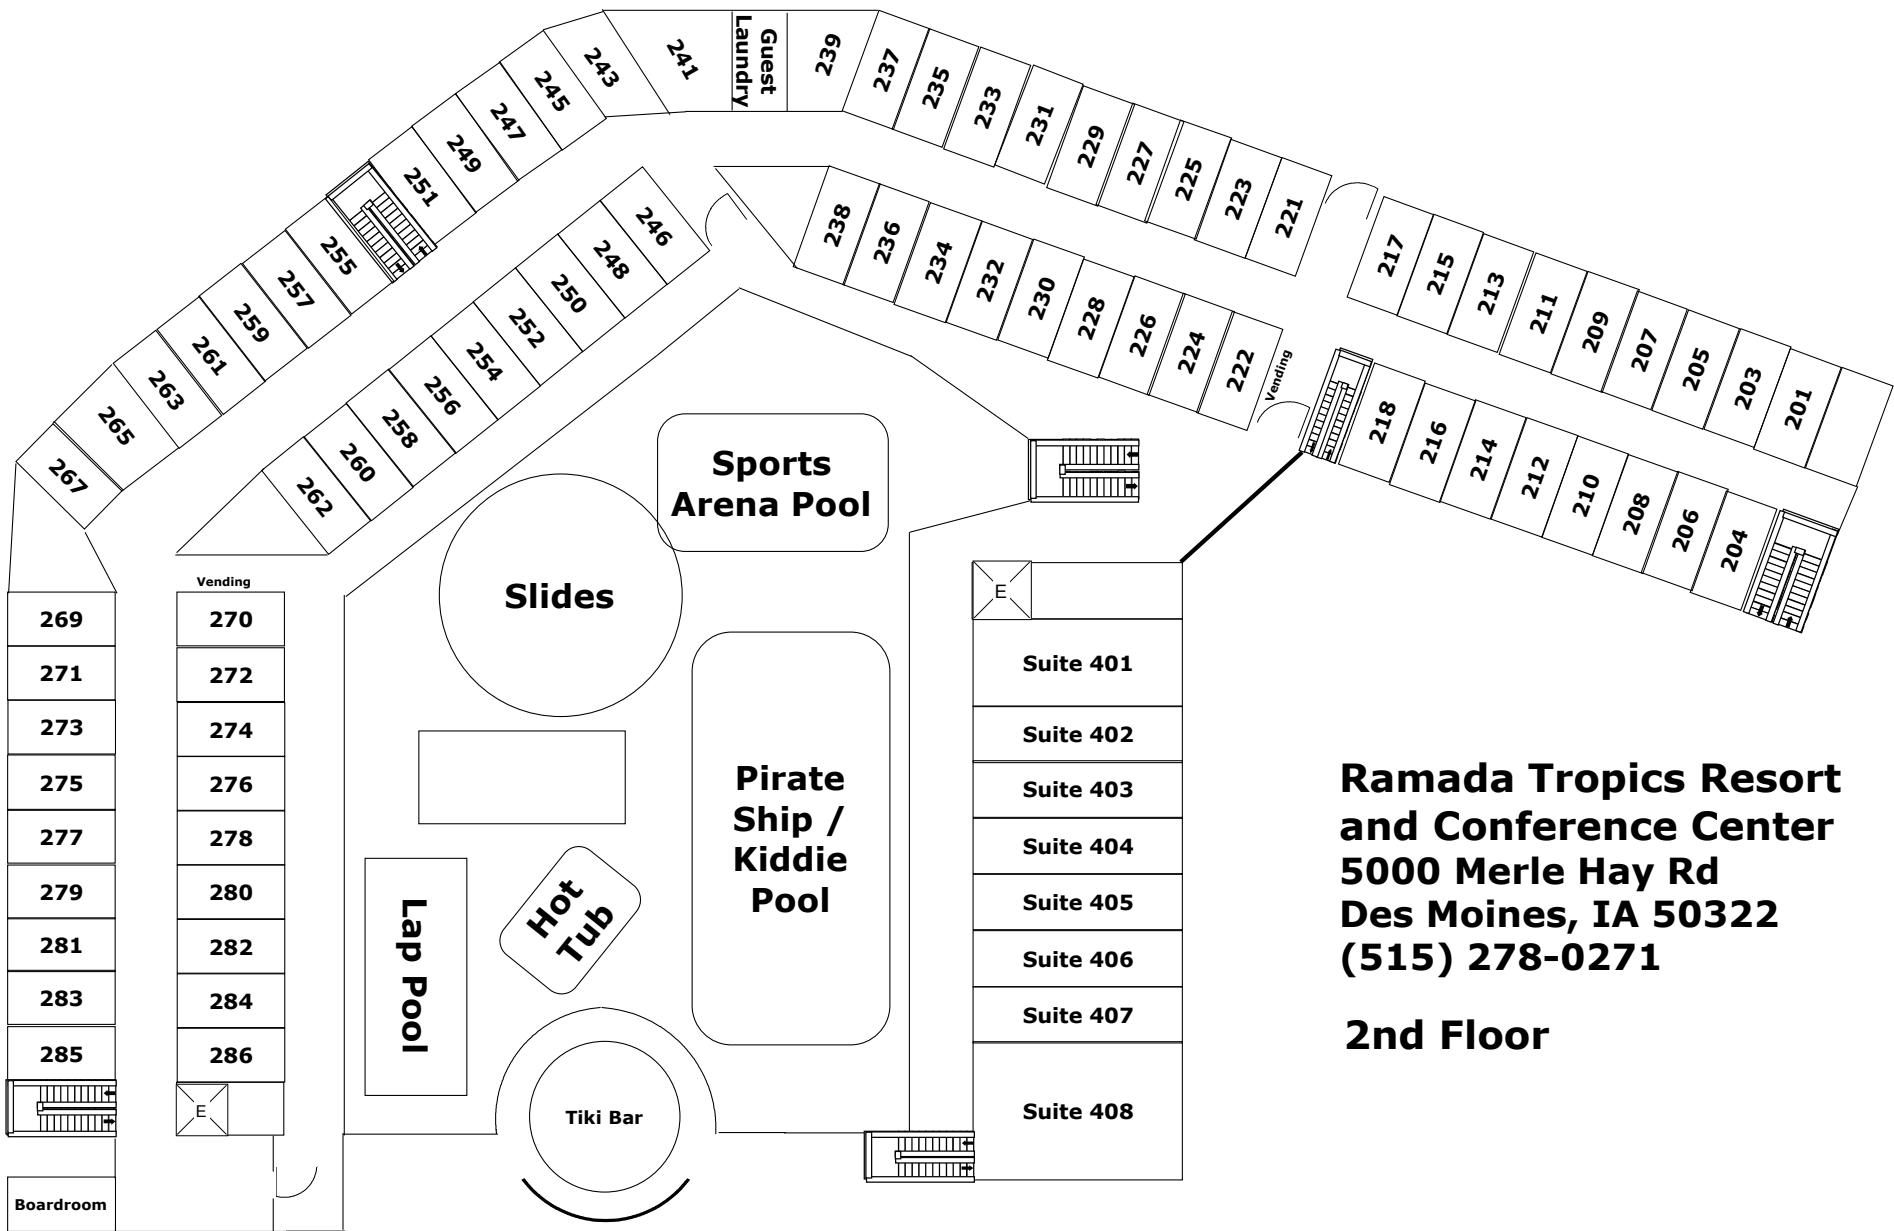 Guest
Laundry
243
241
239
237
235
233
231
229
227
225
223
221
217
215
213
211
209
207
205
203
201
245
247
249
251
255
257
259
261
263
265
267
246
248
250
252
254
256
258
260
262
238
236
234
232
230
228
226
224
222
Vending
218
216
214
212
210
208
206
204
Vending
269
271
273
275
277
279
281
283
285
270
272
274
276
278
280
282
284
286
E
Boardroom
Sports
Arena Pool
Slides
Pirate
Ship /
Kiddie
Pool
Lap Pool
Hot
Tub
Tiki Bar
E
Suite 401
Suite 402
Suite 403
Suite 404
Suite 405
Suite 406
Suite 407
Suite 408
Ramada Tropics Resort
and Conference Center
5000 Merle Hay Rd
Des Moines, IA 50322
(515) 278-0271
2nd Floor